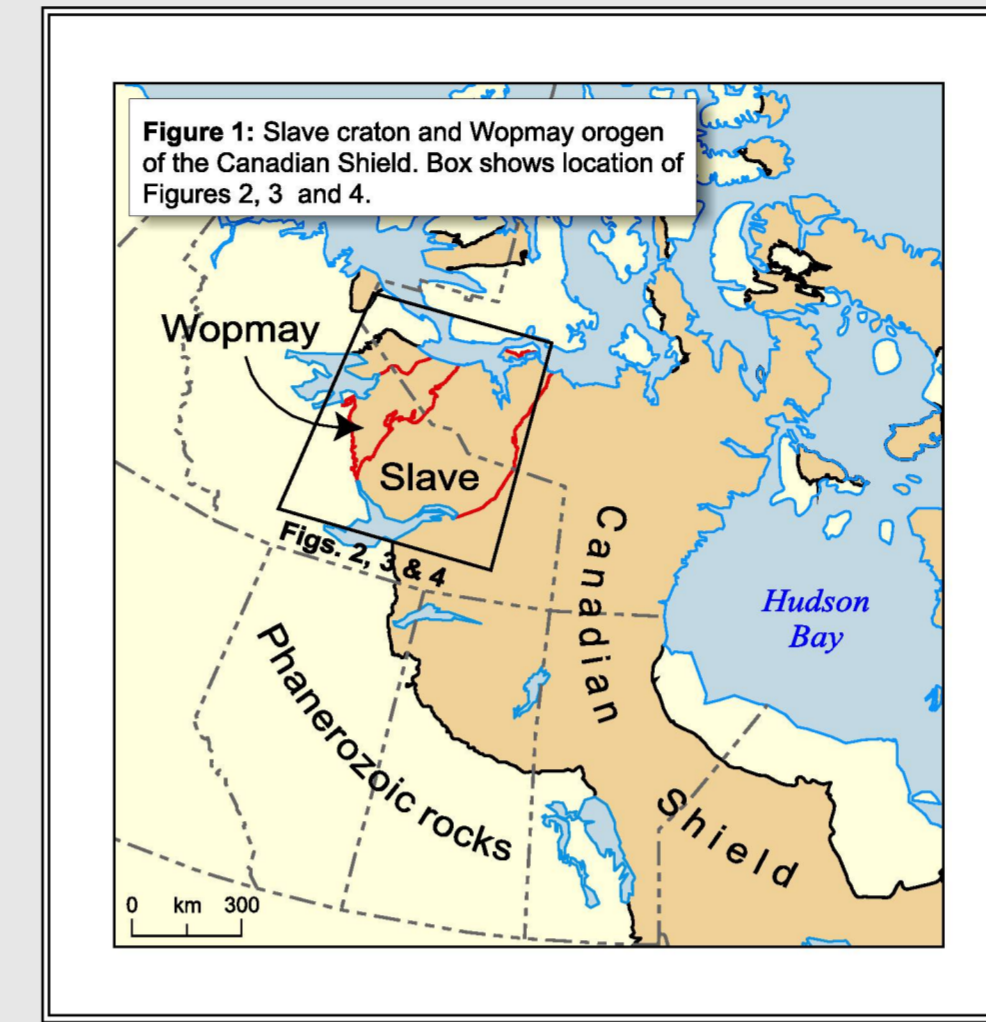 Figure 1: Slave craton and Wopmay orogen
of the Canadian Shield. Box shows location of
Figures 2, 3 and 4.
Wopmay
Slave
Figs. 2, 3 & 4
Canadian
Hudson
Bay
Phanerozoic rocks
Shield
0 km 300